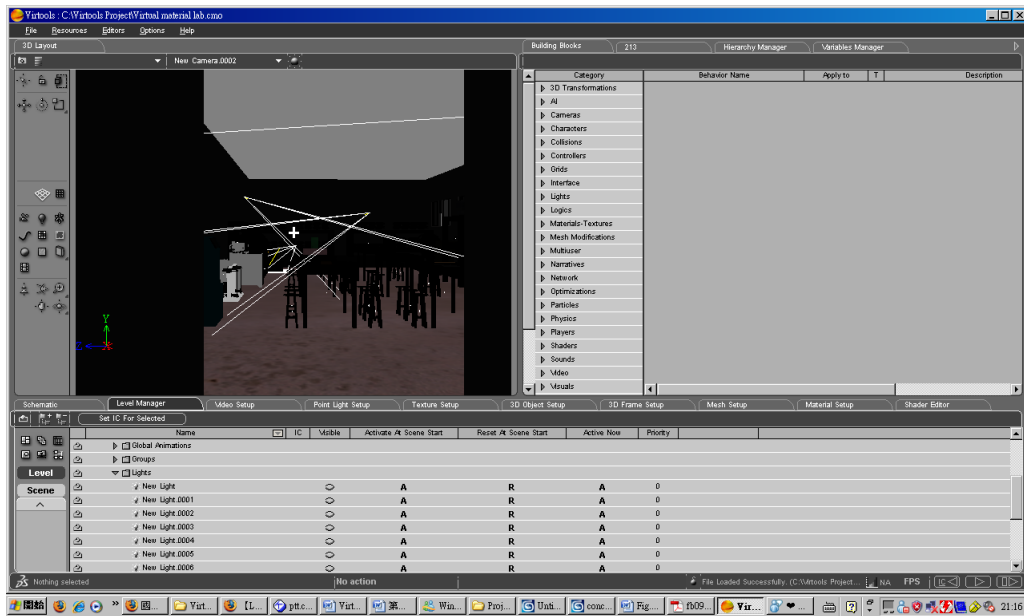 Virtools : C:\Virtools Project\Virtual material lab.cmo
File Resources Editors Options Help
3D Layout
New Camera.0002
Y
Z
Building Blocks 213 Hierarchy Manager Variables Manager
Category Behavior Name Apply to T Description
3D Transformations
AI
Cameras
Characters
Collisions
Controllers
Grids
Interface
Lights
Logics
Materials-Textures
Mesh Modifications
Multiuser
Narratives
Network
Optimizations
Particles
Physics
Players
Shaders
Sounds
Video
Visuals
Schematic Level Manager Video Setup Point Light Setup Texture Setup 3D Object Setup 3D Frame Setup Mesh Setup Material Setup Shader Editor
Set IC For Selected
Name IC Visible Activate At Scene Start Reset At Scene Start Active Now Priority
Level
Scene
Global Animations
Groups
Lights
New Light A R A 0
New Light.0001 A R A 0
New Light.0002 A R A 0
New Light.0003 A R A 0
New Light.0004 A R A 0
New Light.0005 A R A 0
New Light.0006 A R A 0
Nothing selected No action File Loaded Successfully. (C:\Virtools Project... NA FPS IC
開始 國... Virt... [L... ptt.c... Virt... 第... Win... Proj... Unti... conc... Fig... fb09... Vir... 21:16